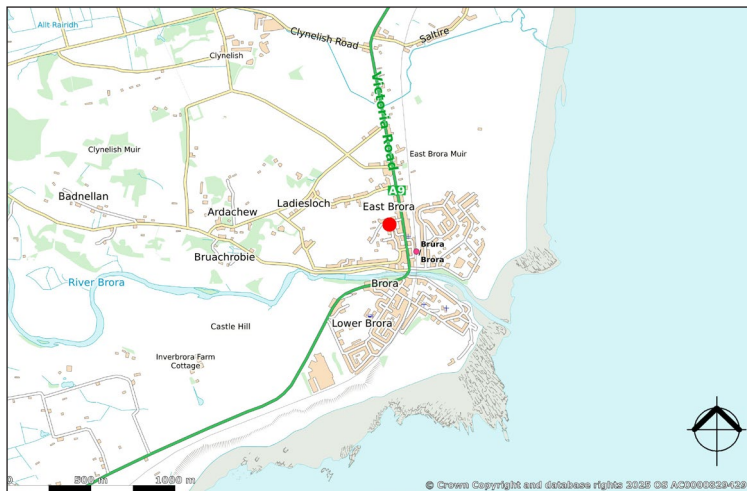 Allt Rairidh
Clynelish Road
Saltire
Clynelish
Victoria Road
Clynelish Muir
East Brora Muir
A9
Badnellan
Ladiesloch
East Brora
Ardachew
Brùra
Brora
Bruachrobie
River Brora
Brora
Castle Hill
Lower Brora
Inverbrora Farm
Cottage
0 500 m 1000 m
© Crown Copyright and database rights 2025 OS AC0000829429